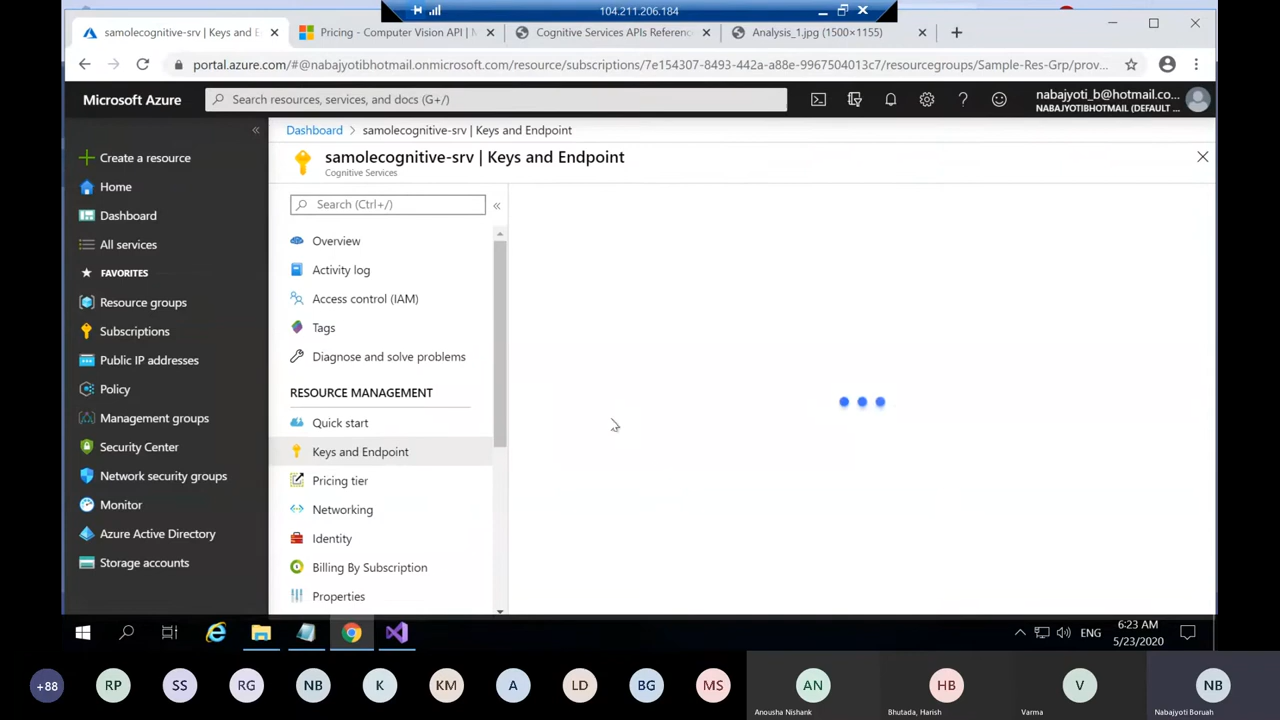 104.211.206.184
samolecognitive-srv | Keys and E
Pricing - Computer Vision API | M
Cognitive Services APIs Referenc
Analysis_1.jpg (1500×1155)
portal.azure.com/#@nabajyotibhotmail.onmicrosoft.com/resource/subscriptions/7e154307-8493-442a-a88e-9967504013c7/resourcegroups/Sample-Res-Grp/prov...
Microsoft Azure
Search resources, services, and docs (G+/)
nabajyoti_b@hotmail.co...
NABAJYOTIBHOTMAIL (DEFAULT ...
Dashboard > samolecognitive-srv | Keys and Endpoint
samolecognitive-srv | Keys and Endpoint
Cognitive Services
Create a resource
Home
Dashboard
All services
FAVORITES
Resource groups
Subscriptions
Public IP addresses
Policy
Management groups
Security Center
Network security groups
Monitor
Azure Active Directory
Storage accounts
Search (Ctrl+/)
Overview
Activity log
Access control (IAM)
Tags
Diagnose and solve problems
RESOURCE MANAGEMENT
Quick start
Keys and Endpoint
Pricing tier
Networking
Identity
Billing By Subscription
Properties
ENG
6:23 AM
5/23/2020
+88
RP
SS
RG
NB
K
KM
A
LD
BG
MS
AN
Anousha Nishank
HB
Bhutada, Harish
V
Varma
NB
Nabajyoti Boruah